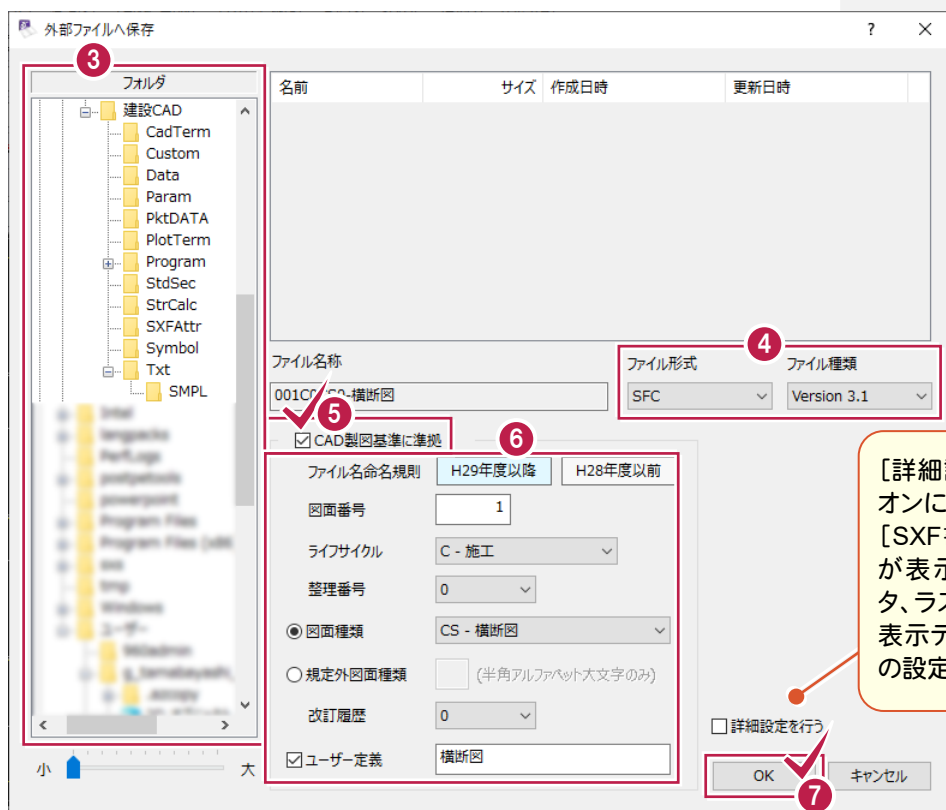 外部ファイルへ保存
?
×
3
フォルダ
建設CAD
CadTerm
Custom
Data
Param
PktDATA
PlotTerm
Program
StdSec
StrCalc
SXFAttr
Symbol
Txt
SMPL
小
大
名前
サイズ
作成日時
更新日時
ファイル名称
-横断図
4
ファイル形式
ファイル種類
SFC
Version 3.1
5
CAD製図基準に準拠
6
ファイル名命名規則
H29年度以降
H28年度以前
図面番号
1
ライフサイクル
C - 施工
整理番号
0
図面種類
CS - 横断図
規定外図面種類
(半角アルファベット大文字のみ)
改訂履歴
0
ユーザー定義
横断図
[詳細
オンに
[SXF
が表示
タ、ラス
表示デ
の設定
詳細設定を行う
OK
キャンセル
7